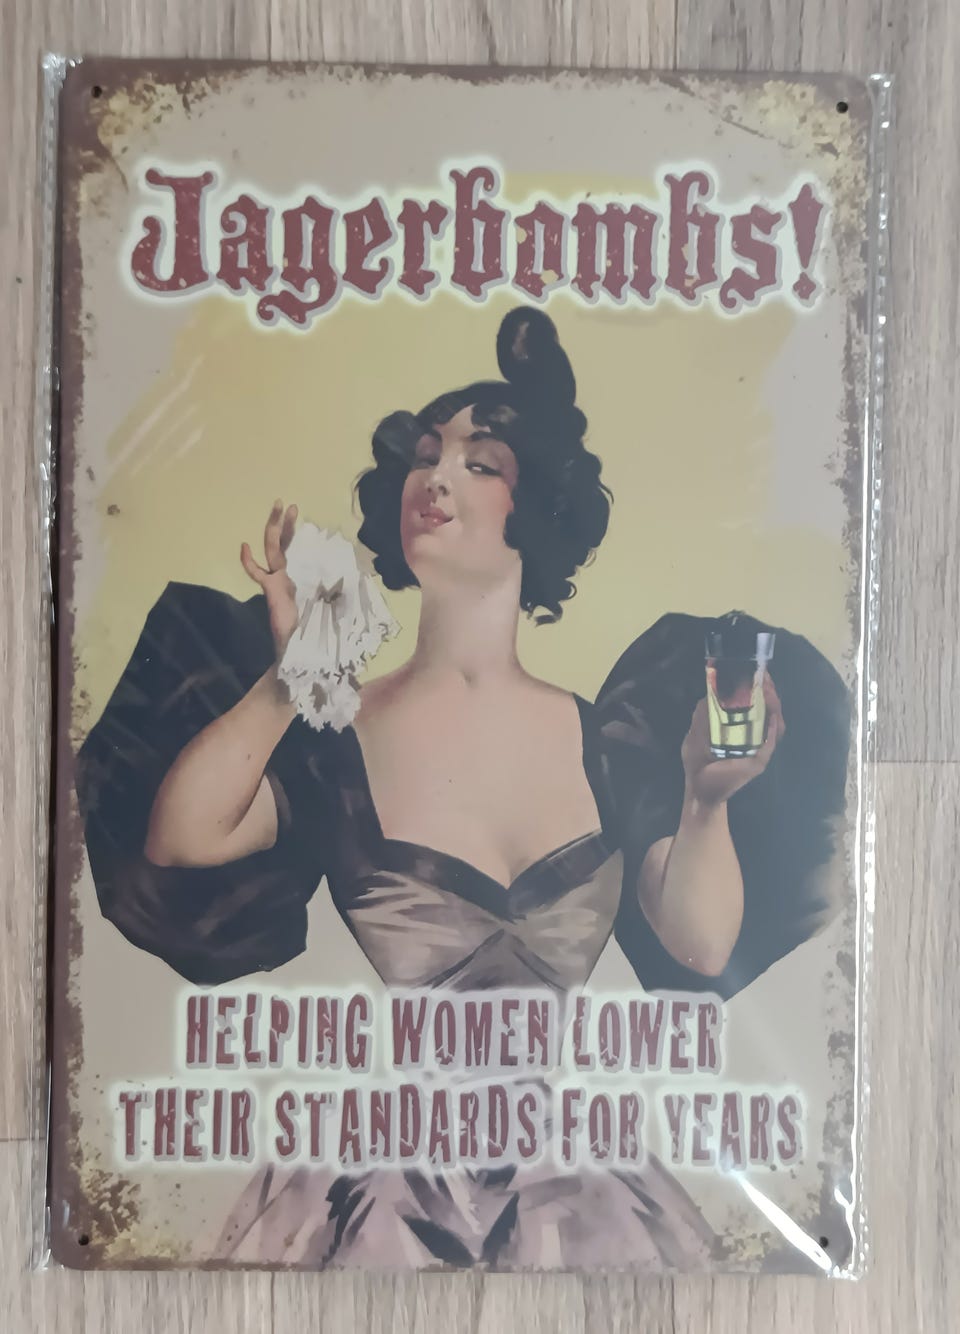 Jagerbombs!
HELPING WOMEN LOWER
THEIR STANDARDS FOR YEARS